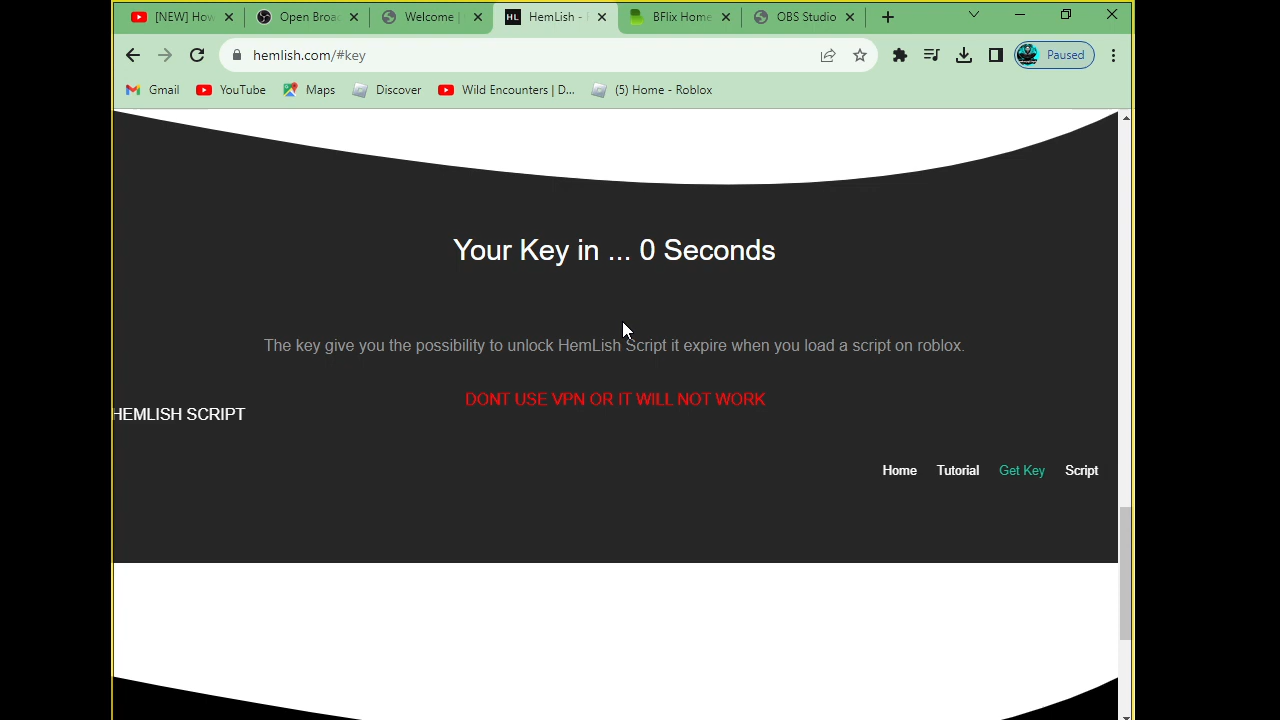 [NEW] How
Open Broad
Welcome |
HL
HemLish -
BFlix Home
OBS Studio
hemlish.com/#key
Paused
Gmail
YouTube
Maps
Discover
Wild Encounters | D...
(5) Home - Roblox
Your Key in ... 0 Seconds
The key give you the possibility to unlock HemLish Script it expire when you load a script on roblox.
DONT USE VPN OR IT WILL NOT WORK
HEMLISH SCRIPT
Home
Tutorial
Get Key
Script